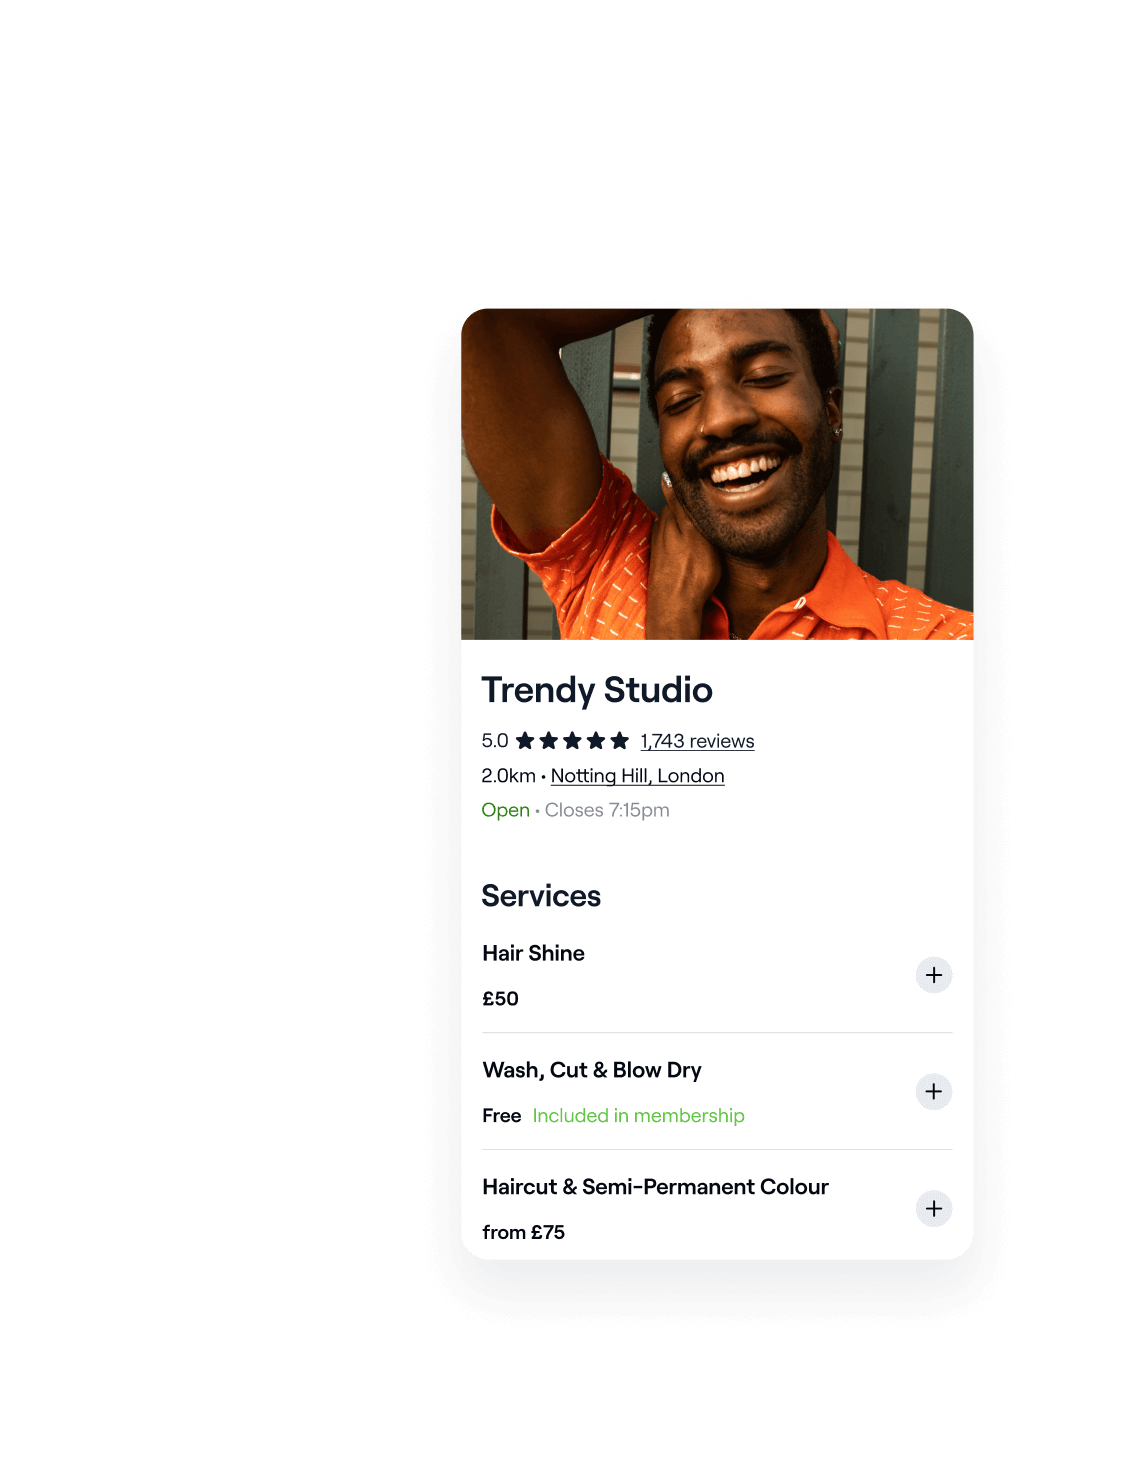 Trendy Studio
5.0 ★★★★★ 1,743 reviews
2.0km • Notting Hill, London
Open • Closes 7:15pm
Services
Hair Shine
£50
Wash, Cut & Blow Dry
Free Included in membership
Haircut & Semi-Permanent Colour
from £75